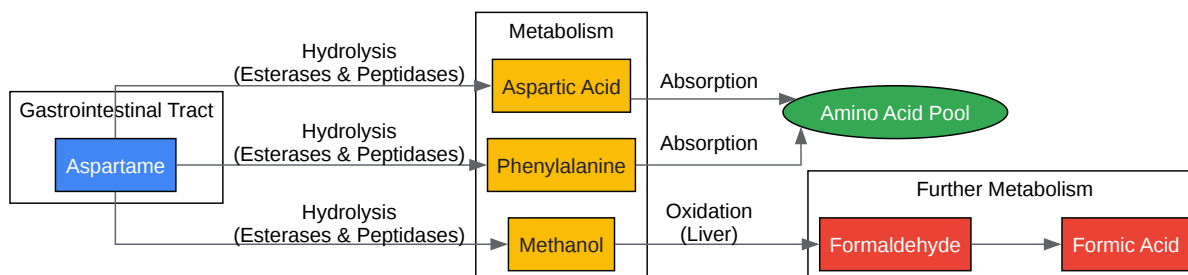 Metabolism
Hydrolysis
(Esterases & Peptidases)
Aspartic Acid
Absorption
Gastrointestinal Tract
Amino Acid Pool
Hydrolysis
(Esterases & Peptidases)
Aspartame
Phenylalanine
Absorption
Further Metabolism
Hydrolysis
(Esterases & Peptidases)
Methanol
Oxidation
(Liver)
Formaldehyde
Formic Acid